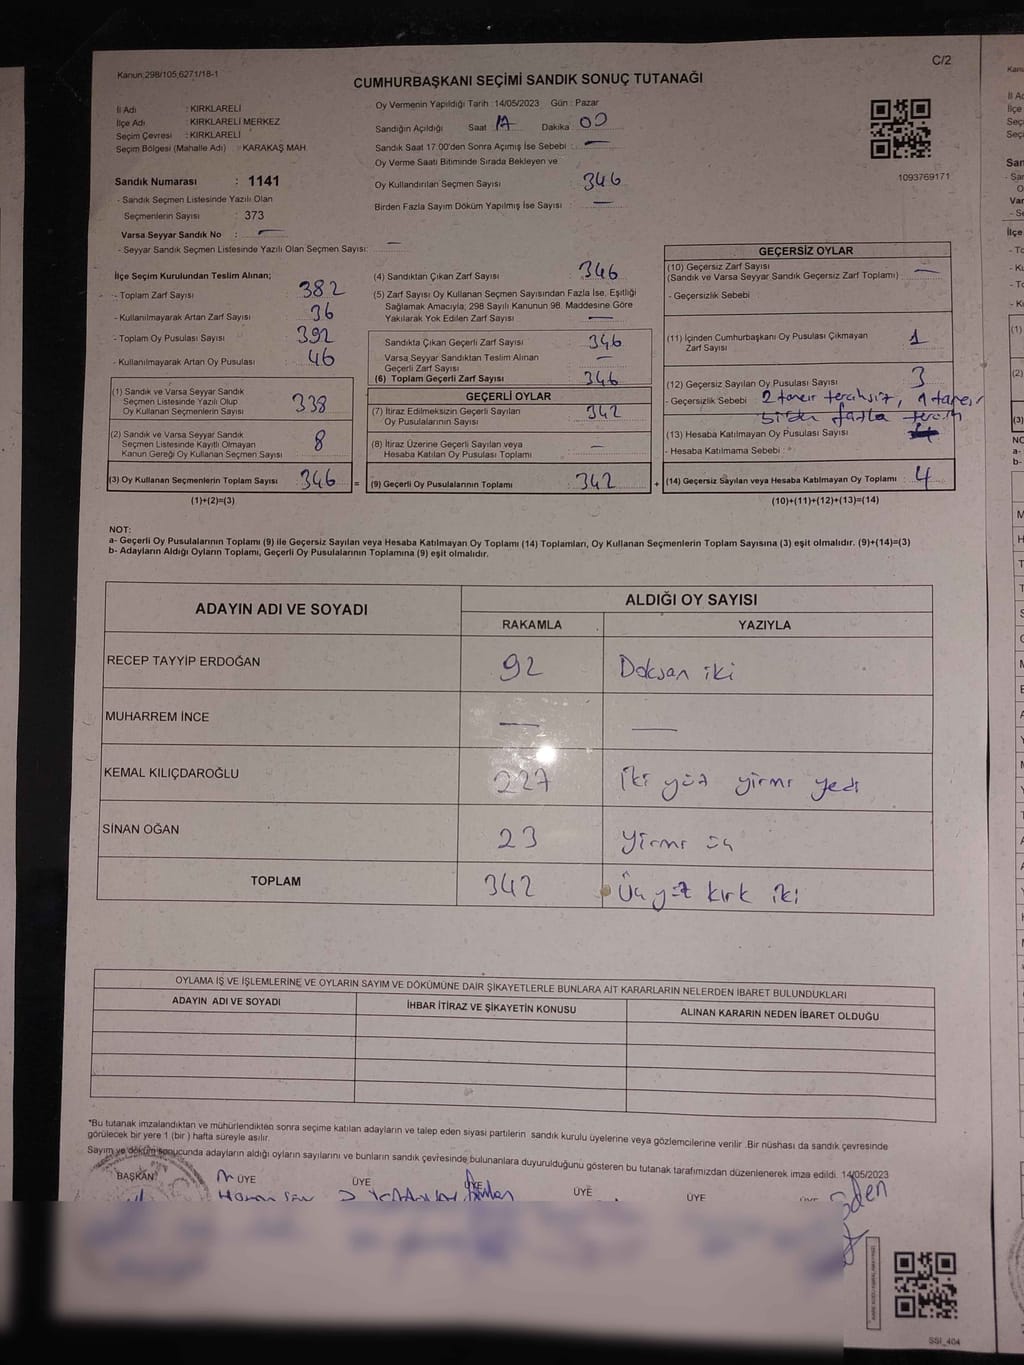 Kanun,298/105,6271/18-1
C/2
CUMHURBAŞKANI SEÇİMİ SANDIK SONUÇ TUTANAĞI
İl Adı : KIRKLARELİ
İlçe Adı : KIRKLARELİ MERKEZ
Seçim Çevresi : KIRKLARELİ
Seçim Bölgesi (Mahalle Adı) KARAKAŞ MAH.
Sandık Numarası : 1141
- Sandık Seçmen Listesinde Yazılı Olan
Seçmenlerin Sayısı : 373
Varsa Seyyar Sandık No : —
- Seyyar Sandık Seçmen Listesinde Yazılı Olan Seçmen Sayısı: —
Oy Vermenin Yapıldığı Tarih : 14/05/2023 Gün : Pazar
Sandığın Açıldığı Saat 17 Dakika 00
Sandık Saat 17:00'den Sonra Açımış İse Sebebi : —
Oy Verme Saati Bitiminde Sırada Bekleyen ve
Oy Kullandırılan Seçmen Sayısı : 346
Birden Fazla Sayım Döküm Yapılmış İse Sayısı : —
1093769171
İlçe Seçim Kurulundan Teslim Alınan;
- Toplam Zarf Sayısı : 382
- Kullanılmayarak Artan Zarf Sayısı : 36
- Toplam Oy Pusulası Sayısı : 392
- Kullanılmayarak Artan Oy Pusulası : 46
(1) Sandık ve Varsa Seyyar Sandık
Seçmen Listesinde Yazılı Olup
Oy Kullanan Seçmenlerin Sayısı : 338
(2) Sandık ve Varsa Seyyar Sandık
Seçmen Listesinde Kayıtlı Olmayan
Kanun Gereği Oy Kullanan Seçmen Sayısı : 8
(3) Oy Kullanan Seçmenlerin Toplam Sayısı : 346
(1)+(2)=(3)
(4) Sandıktan Çıkan Zarf Sayısı : 346
(5) Zarf Sayısı Oy Kullanan Seçmen Sayısından Fazla İse, Eşitliği
Sağlamak Amacıyla; 298 Sayılı Kanunun 98. Maddesine Göre
Yakılarak Yok Edilen Zarf Sayısı : —
Sandıkta Çıkan Geçerli Zarf Sayısı : 346
Varsa Seyyar Sandıktan Teslim Alınan
Geçerli Zarf Sayısı : —
(6) Toplam Geçerli Zarf Sayısı : 346
GEÇERLİ OYLAR
(7) İtiraz Edilmeksizin Geçerli Sayılan
Oy Pusulasının Sayısı : 342
(8) İtiraz Üzerine Geçerli Sayılan veya
Hesaba Katılan Oy Pusulası Toplamı : —
= (9) Geçerli Oy Pusulalarının Toplamı : 342
GEÇERSİZ OYLAR
(10) Geçersiz Zarf Sayısı
(Sandık ve Varsa Seyyar Sandık Geçersiz Zarf Toplamı) : —
- Geçersizlik Sebebi
(11) İçinden Cumhurbaşkanı Oy Pusulası Çıkmayan
Zarf Sayısı : 1
(12) Geçersiz Sayılan Oy Pusulası Sayısı : 3
- Geçersizlik Sebebi 2 tanesi tercihsiz, 1 tanesi
birden fazla tercih
(13) Hesaba Katılmayan Oy Pusulası Sayısı :
- Hesaba Katılmama Sebebi :
+ (14) Geçersiz Sayılan veya Hesaba Katılmayan Oy Toplamı : 4
(10)+(11)+(12)+(13)=(14)
NOT:
a- Geçerli Oy Pusulalarının Toplamı (9) ile Geçersiz Sayılan veya Hesaba Katılmayan Oy Toplamı (14) Toplamları, Oy Kullanan Seçmenlerin Toplam Sayısına (3) eşit olmalıdır. (9)+(14)=(3)
b- Adayların Aldığı Oyların Toplamı, Geçerli Oy Pusulalarının Toplamına (9) eşit olmalıdır.
ADAYIN ADI VE SOYADI ALDIĞI OY SAYISI
RAKAMLA YAZIYLA
RECEP TAYYİP ERDOĞAN 92 Doksan iki
MUHARREM İNCE — —
KEMAL KILIÇDAROĞLU 227 İki yüz yirmi yedi
SİNAN OĞAN 23 Yirmi üç
TOPLAM 342 Üç yüz kırk iki
OYLAMA İŞ VE İŞLEMLERİNE VE OYLARIN SAYIM VE DÖKÜMÜNE DAİR ŞİKAYETLERLE BUNLARA AİT KARARLARIN NELERDEN İBARET BULUNDUKLARI
ADAYIN ADI VE SOYADI İHBAR İTİRAZ VE ŞİKAYETİN KONUSU ALINAN KARARIN NEDEN İBARET OLDUĞU
*Bu tutanak imzalandıktan ve mühürlendikten sonra seçime katılan adayların ve talep eden siyasi partilerin sandık kurulu üyelerine veya gözlemcilerine verilir. Bir nüshası da sandık çevresinde
görülecek bir yere 1 (bir ) hafta süreyle asılır.
Sayım ve döküm sonucunda adayların aldığı oyların sayılarını ve bunların sandık çevresinde bulunanlara duyurulduğunu gösteren bu tutanak tarafımızdan düzenlenerek imza edildi. 14/05/2023
BAŞKAN ÜYE ÜYE ÜYE ÜYE ÜYE ÜYE
SSI_404